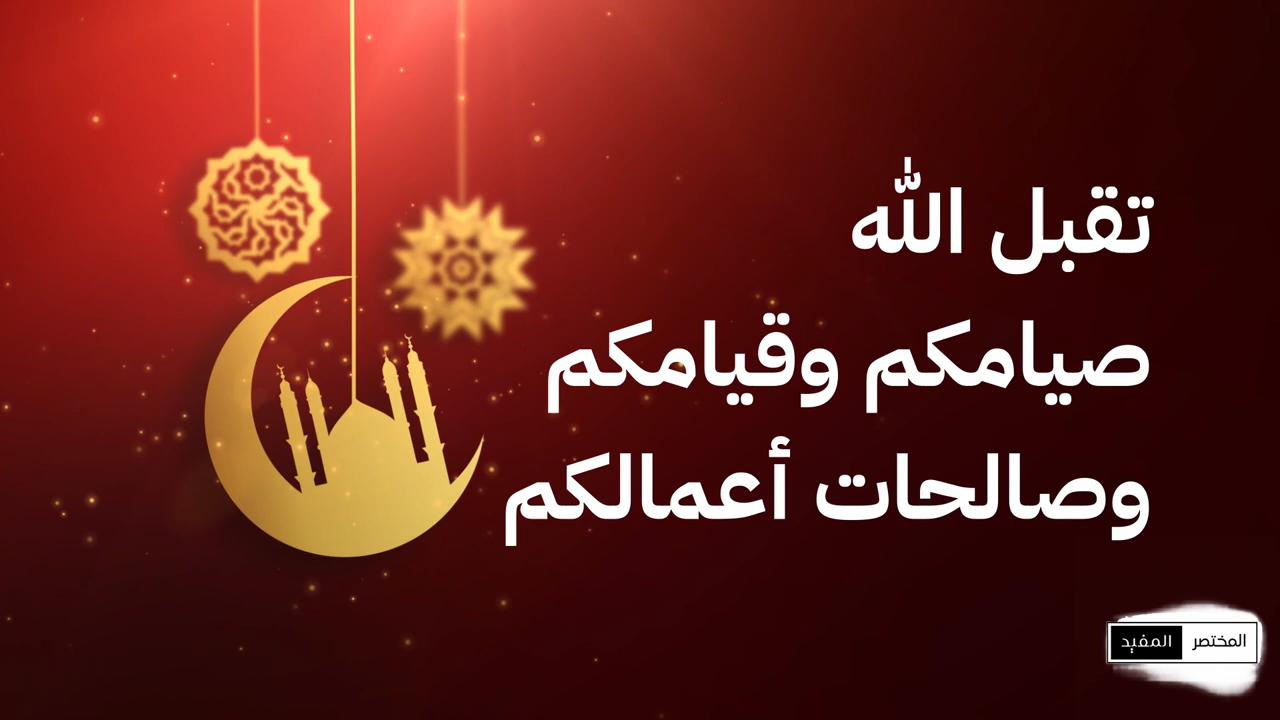 تقبل الله
صيامكم وقيامكم
وصالحات أعمالكم
المختصر المفيد